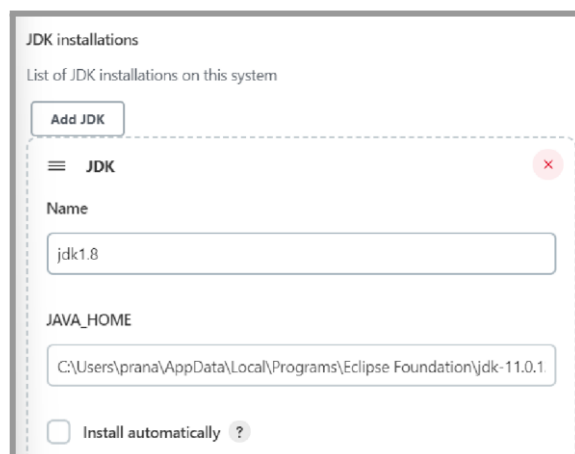 JDK installations
List of JDK installations on this system
Add JDK
JDK
Name
jdk1.8
JAVA_HOME
C:\Users\prana\AppData\Local\Programs\Eclipse Foundation\jdk-11.0.1
Install automatically ?